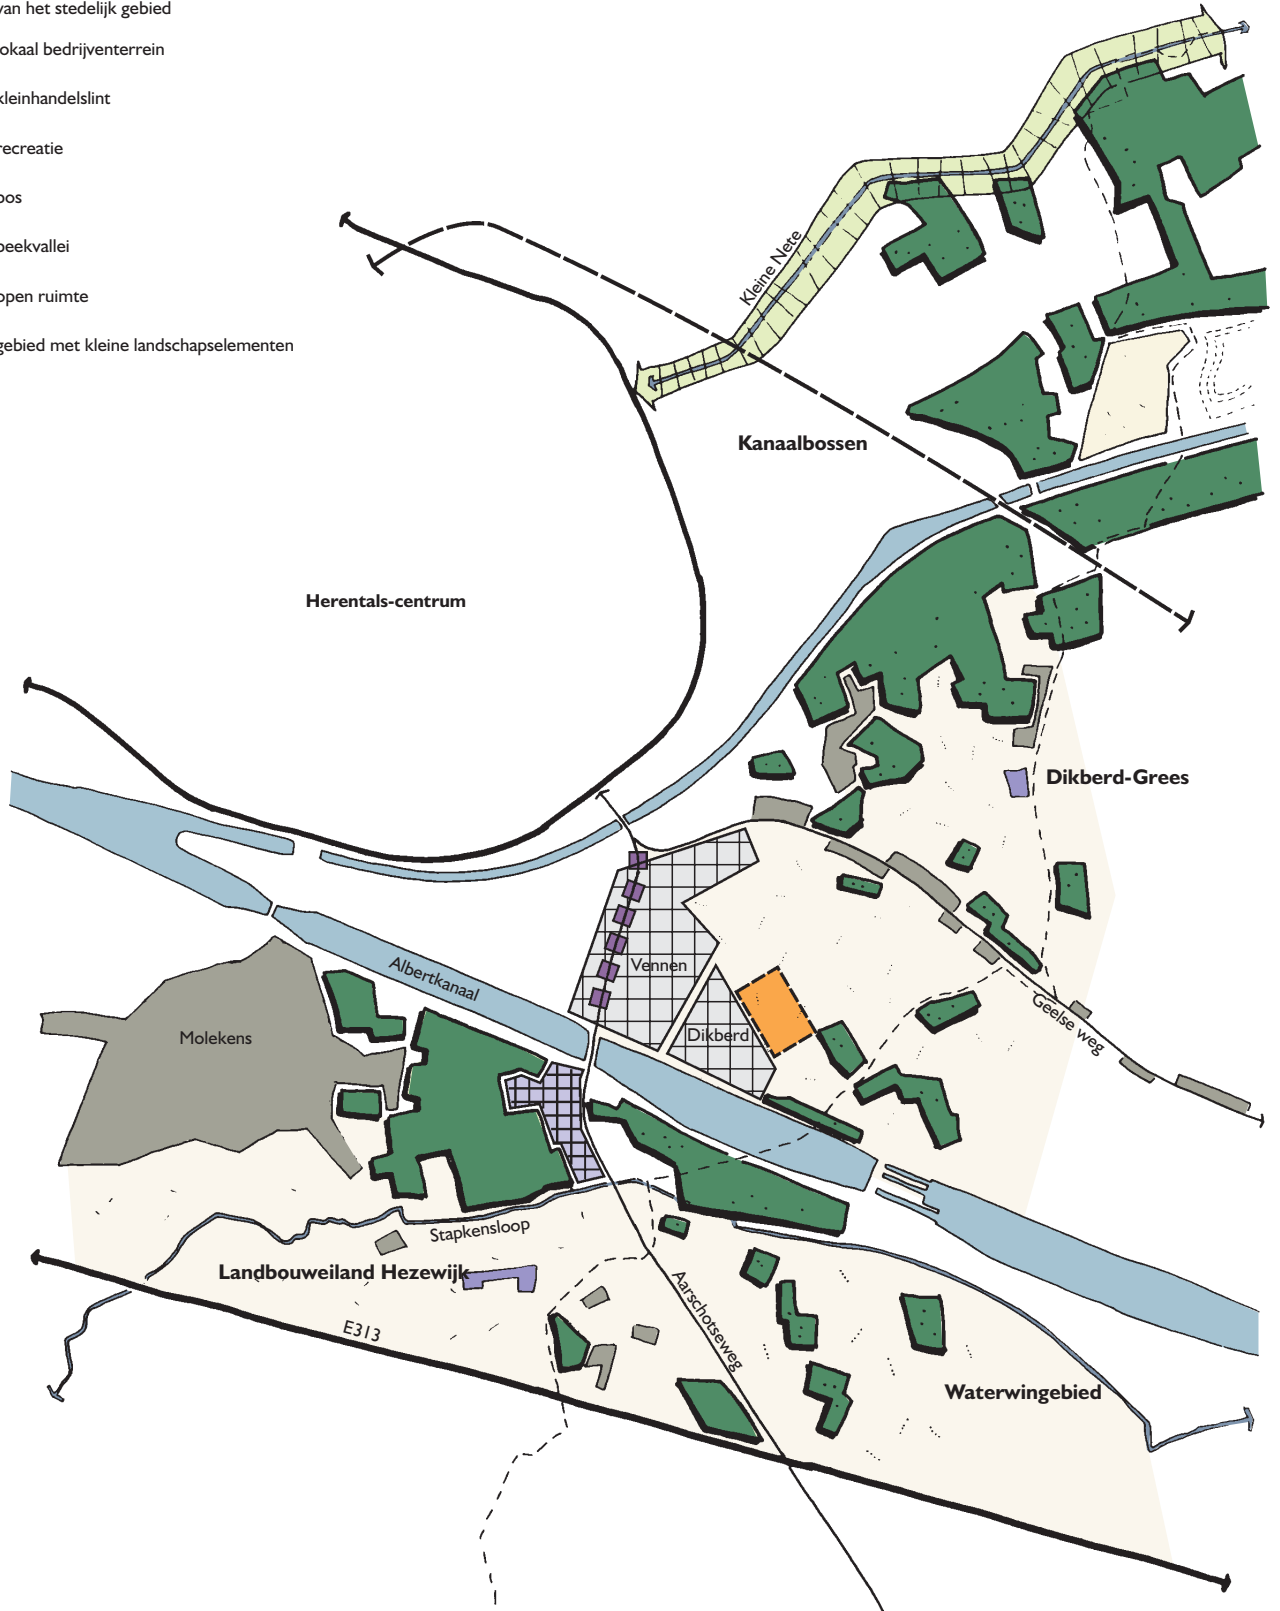 van het stedelijk gebied
lokaal bedrijventerrein
kleinhandelslint
recreatie
bos
beekvallei
open ruimte
gebied met kleine landschapselementen
Kleine Nete
Kanaalbossen
Herentals-centrum
Dikberd-Grees
Albertkanaal
Vennen
Dikberd
Molekens
Geelse weg
Stapkensloop
Landbouweiland Hezewijk
E313
Aarschotseweg
Waterwingebied